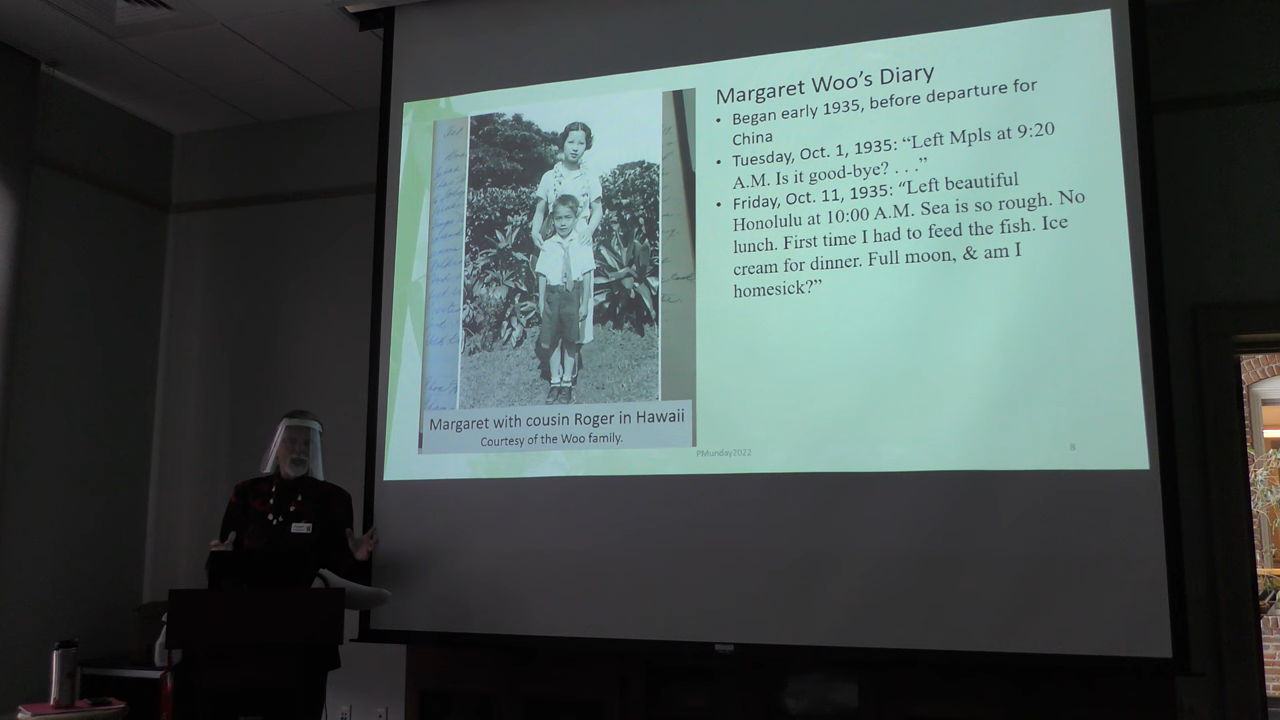 Margaret Woo's Diary
• Began early 1935, before departure for
China
• Tuesday, Oct. 1, 1935: “Left Mpls at 9:20
A.M. Is it good-bye? . . .”
• Friday, Oct. 11, 1935: “Left beautiful
Honolulu at 10:00 A.M. Sea is so rough. No
lunch. First time I had to feed the fish. Ice
cream for dinner. Full moon, & am I
homesick?”
Margaret with cousin Roger in Hawaii
Courtesy of the Woo family.
PMunday2022
8